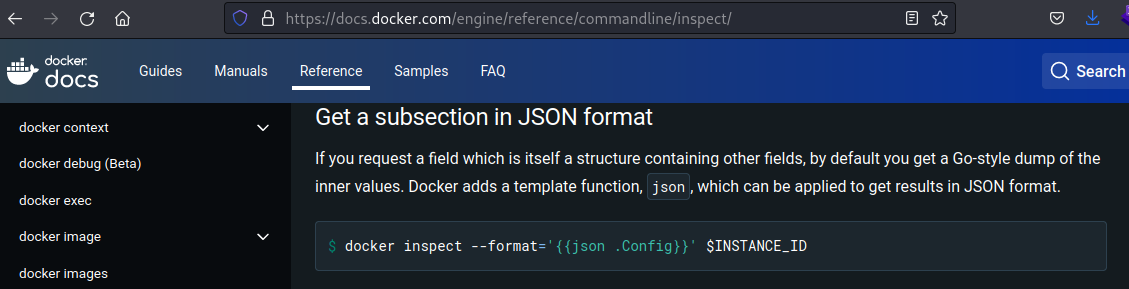 https://docs.docker.com/engine/reference/commandline/inspect/
docker
docs
Guides
Manuals
Reference
Samples
FAQ
Search
docker context
docker debug (Beta)
docker exec
docker image
docker images
Get a subsection in JSON format
If you request a field which is itself a structure containing other fields, by default you get a Go-style dump of the
inner values. Docker adds a template function, json, which can be applied to get results in JSON format.
$ docker inspect --format='{{json .Config}}' $INSTANCE_ID